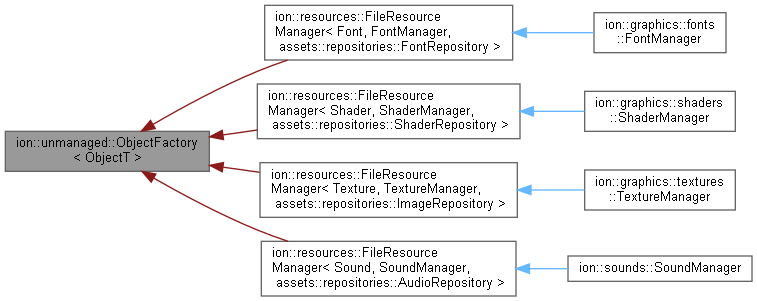 ion::resources::FileResource
Manager< Font, FontManager,
assets::repositories::FontRepository >
ion::graphics::fonts
::FontManager
ion::resources::FileResource
Manager< Shader, ShaderManager,
assets::repositories::ShaderRepository >
ion::graphics::shaders
::ShaderManager
ion::unmanaged::ObjectFactory
< ObjectT >
ion::resources::FileResource
Manager< Texture, TextureManager,
assets::repositories::ImageRepository >
ion::graphics::textures
::TextureManager
ion::resources::FileResource
Manager< Sound, SoundManager,
assets::repositories::AudioRepository >
ion::sounds::SoundManager